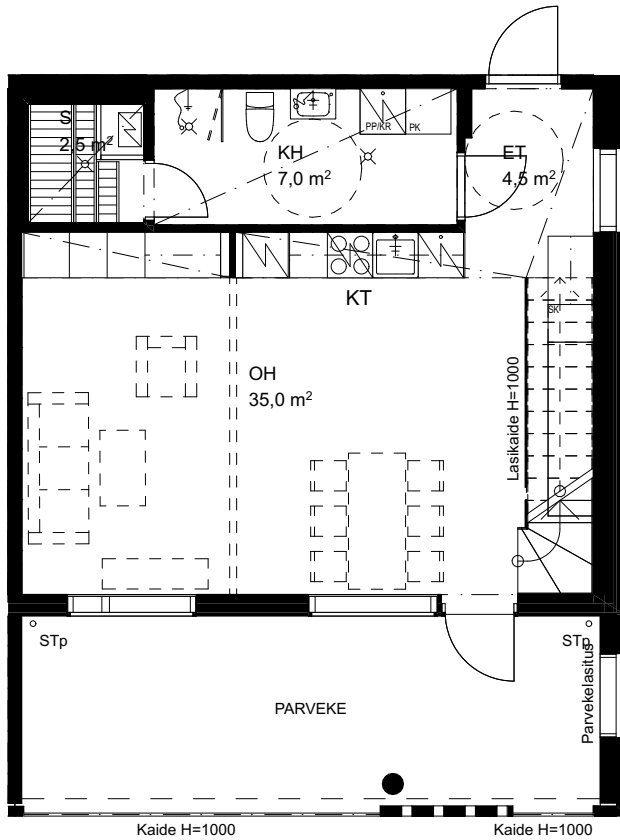 S
2,5 m²
KH
7,0 m²
PP/KR
PK
ET
4,5 m²
KT
SK
OH
35,0 m²
Lasikaide H=1000
STp
STp
PARVEKE
Parvekelasitus
Kaide H=1000
Kaide H=1000